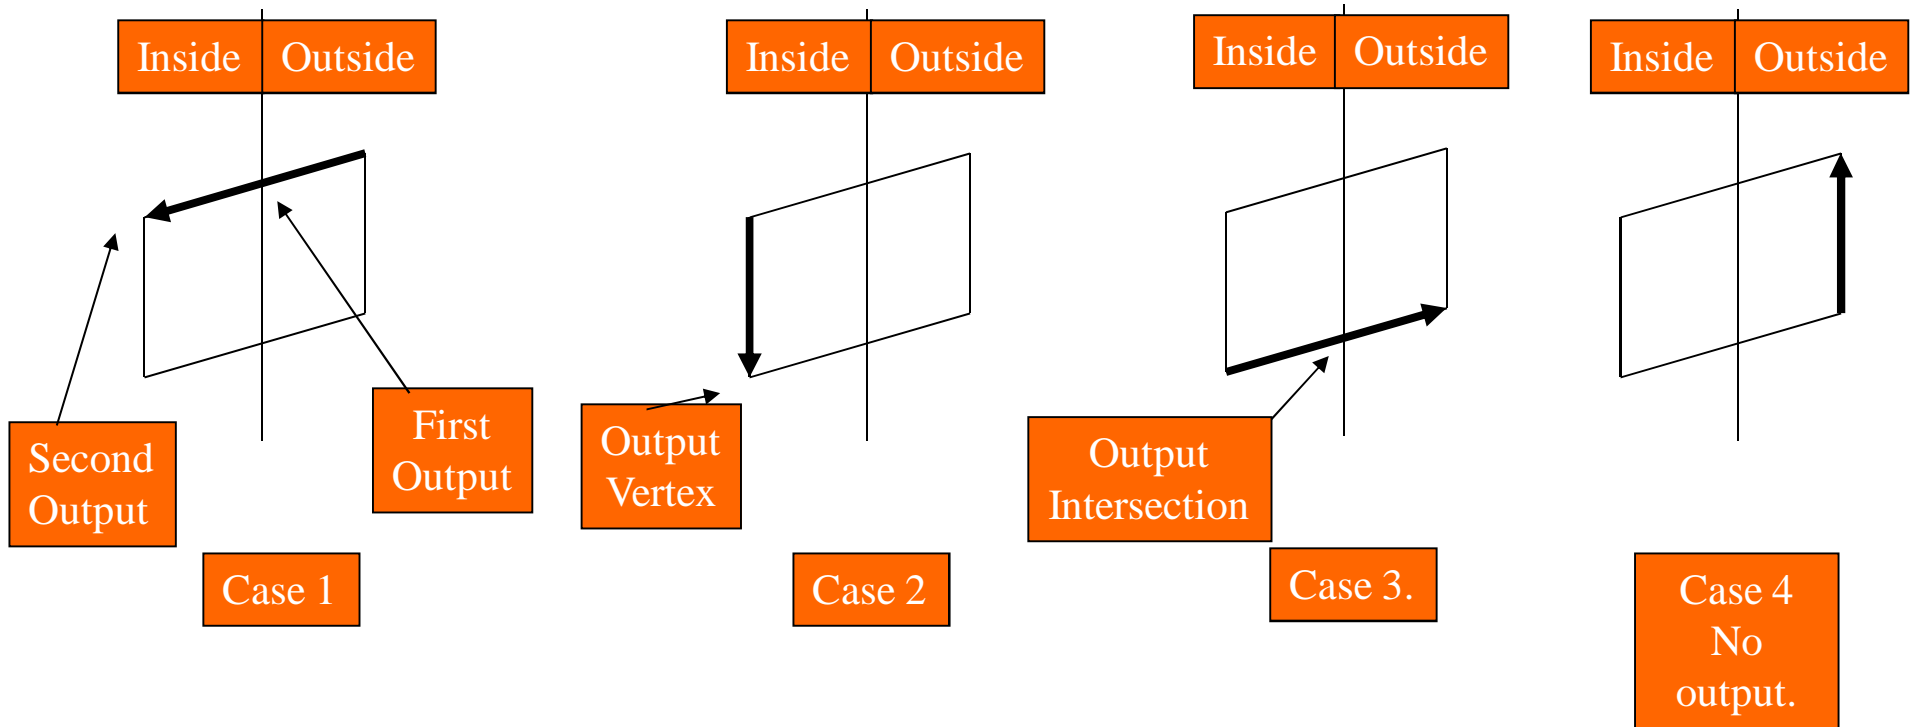 Inside Outside
Second
Output
First
Output
Case 1
Inside Outside
Output
Vertex
Case 2
Inside Outside
Output
Intersection
Case 3.
Inside Outside
Case 4
No
output.